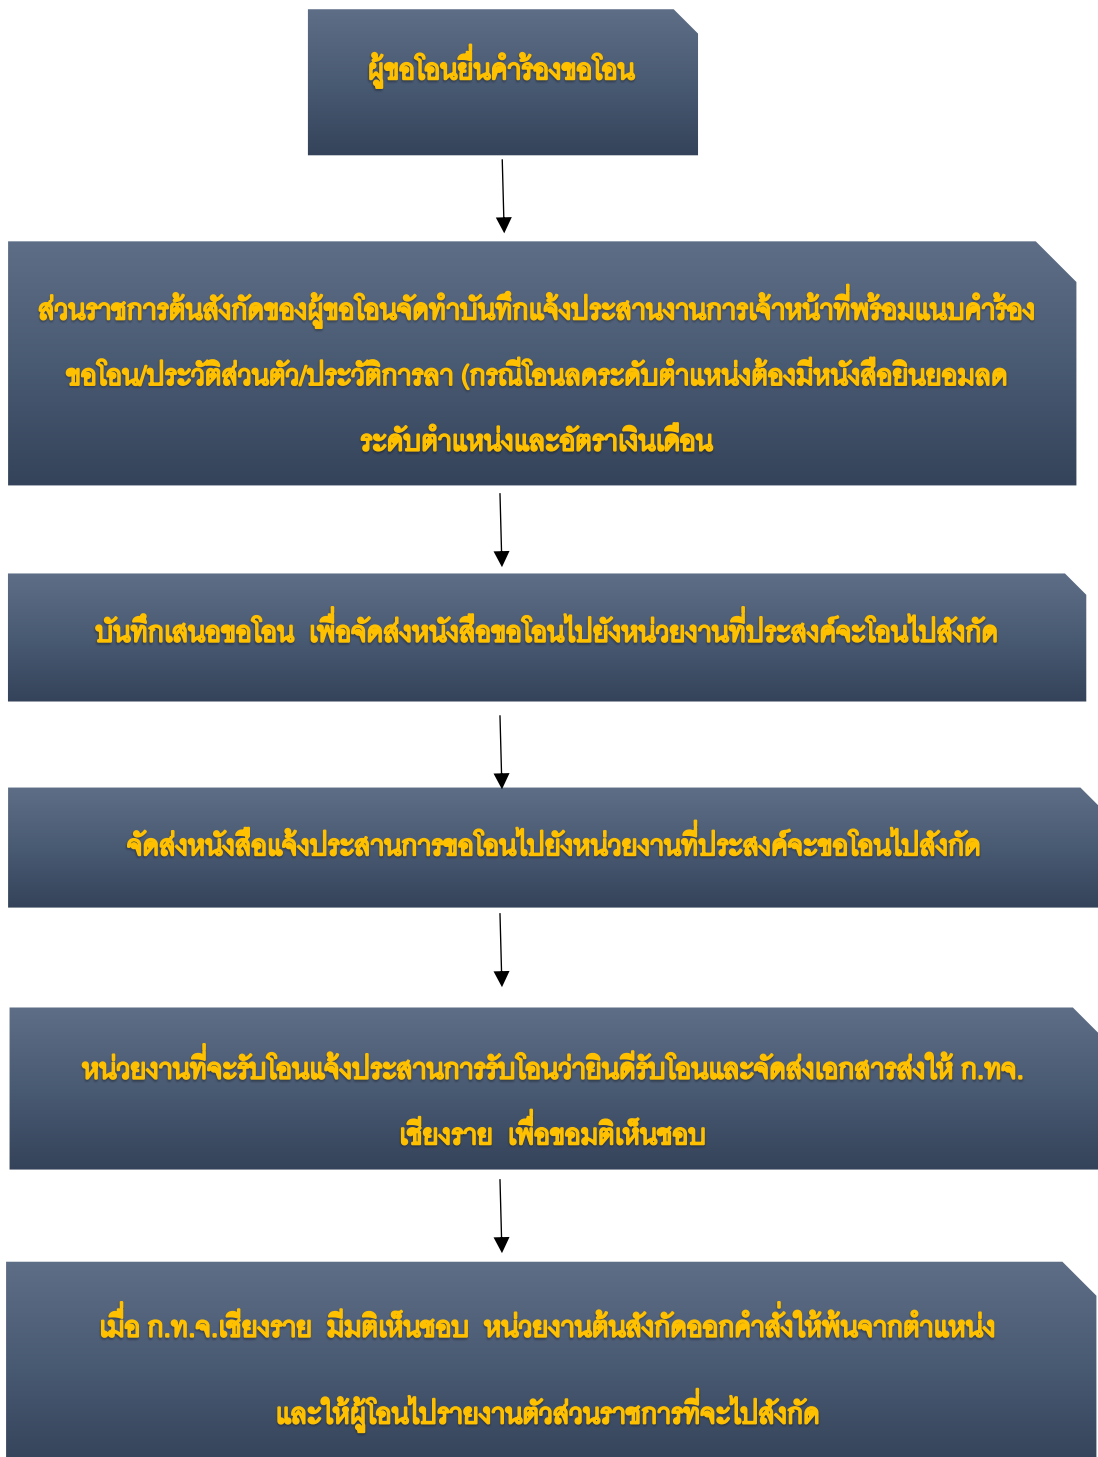 ผู้ขอโอนยื่นคำร้องขอโอน
ส่วนราชการต้นสังกัดของผู้ขอโอนจัดทำบันทึกแจ้งประสานงานการเจ้าหน้าที่พร้อมแนบคำร้อง
ขอโอน/ประวัติส่วนตัว/ประวัติการลา (กรณีโอนลดระดับตำแหน่งต้องมีหนังสือยินยอมลด
ระดับตำแหน่งและอัตราเงินเดือน
บันทึกเสนอขอโอน  เพื่อจัดส่งหนังสือขอโอนไปยังหน่วยงานที่ประสงค์จะโอนไปสังกัด
จัดส่งหนังสือแจ้งประสานการขอโอนไปยังหน่วยงานที่ประสงค์จะขอโอนไปสังกัด
หน่วยงานที่จะรับโอนแจ้งประสานการรับโอนว่ายินดีรับโอนและจัดส่งเอกสารส่งให้ ก.ทจ.
เชียงราย  เพื่อขอมติเห็นชอบ
เมื่อ ก.ท.จ.เชียงราย  มีมติเห็นชอบ  หน่วยงานต้นสังกัดออกคำสั่งให้พ้นจากตำแหน่ง
และให้ผู้โอนไปรายงานตัวส่วนราชการที่จะไปสังกัด